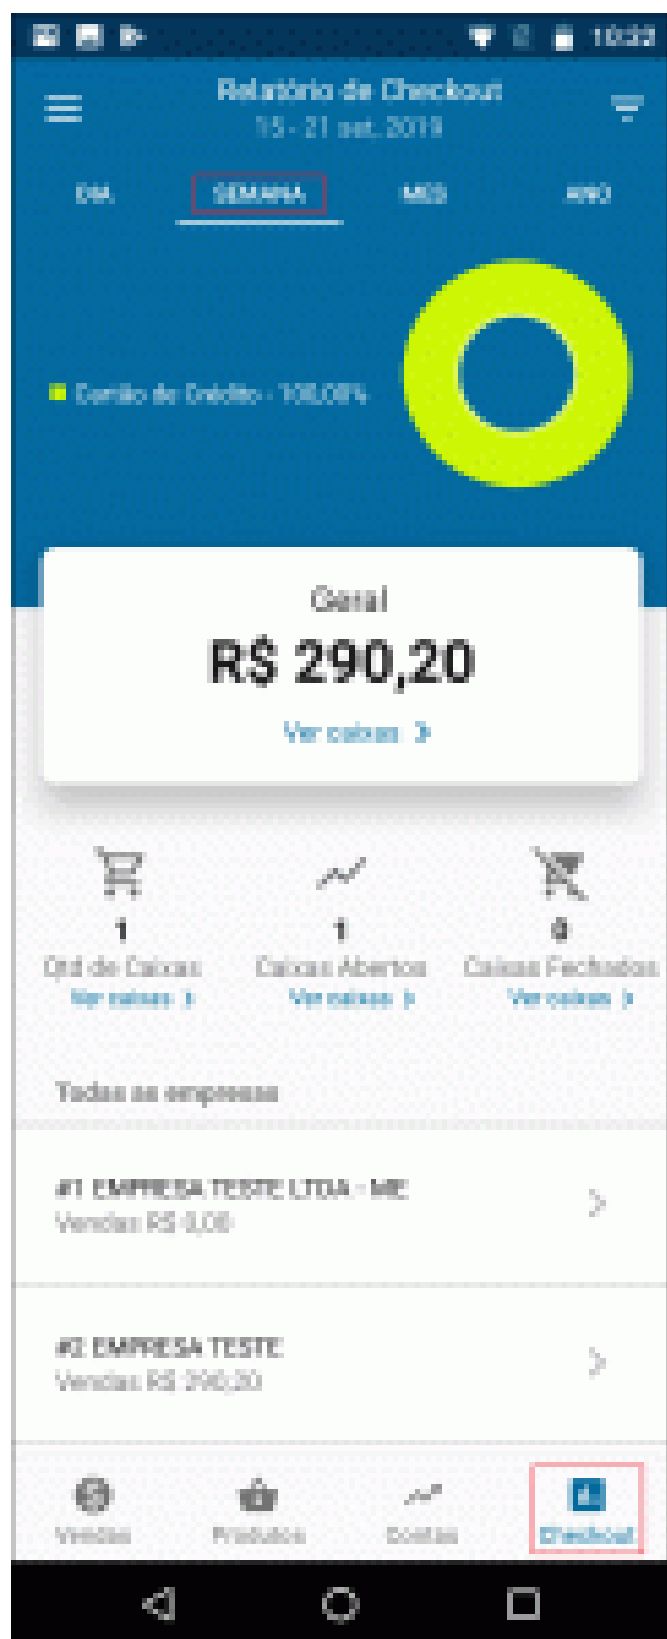 10:22
Relatório de Checkout
15 - 21 set. 2019
DIA SEMANA MES ANO
Cartão de Crédito - 100,00%
Geral
R$ 290,20
Ver caixas
1 1 0
Qtd de Caixas Caixas Abertos Caixas Fechados
Ver caixas Ver caixas Ver caixas
Todas as empresas
#1 EMPRESA TESTE LTDA - ME
Vendas R$ 0,00
#2 EMPRESA TESTE
Vendas R$ 290,20
Vendas Produtos Contas Checkout